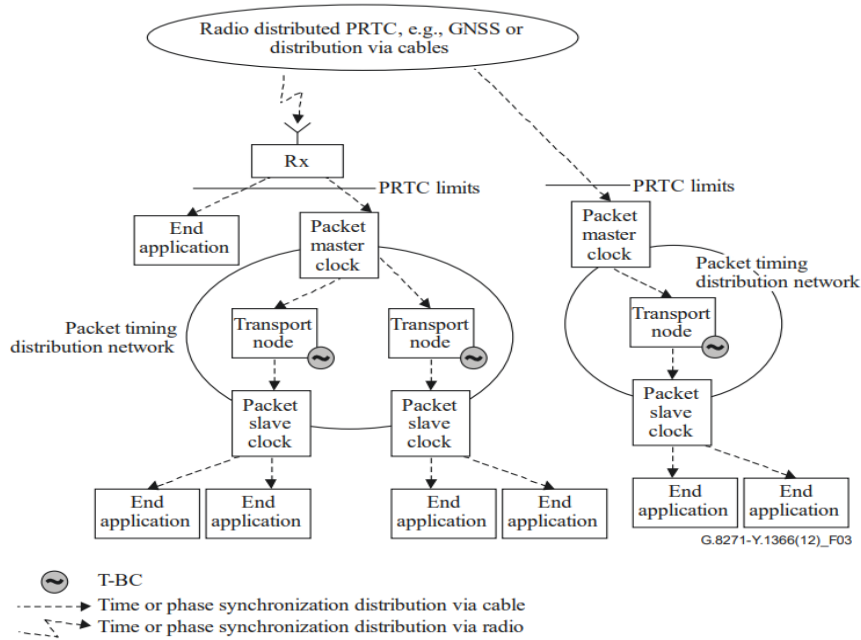 Radio distributed PRTC, e.g., GNSS or
distribution via cables
Rx
PRTC limits
PRTC limits
End
application
Packet
master
clock
Packet
master
clock
Packet timing
distribution network
Packet timing
distribution network
Transport
node
Transport
node
Transport
node
Packet
slave
clock
Packet
slave
clock
Packet
slave
clock
End
application
End
application
End
application
End
application
End
application
End
application
G.8271-Y.1366(12)_F03
T-BC
Time or phase synchronization distribution via cable
Time or phase synchronization distribution via radio